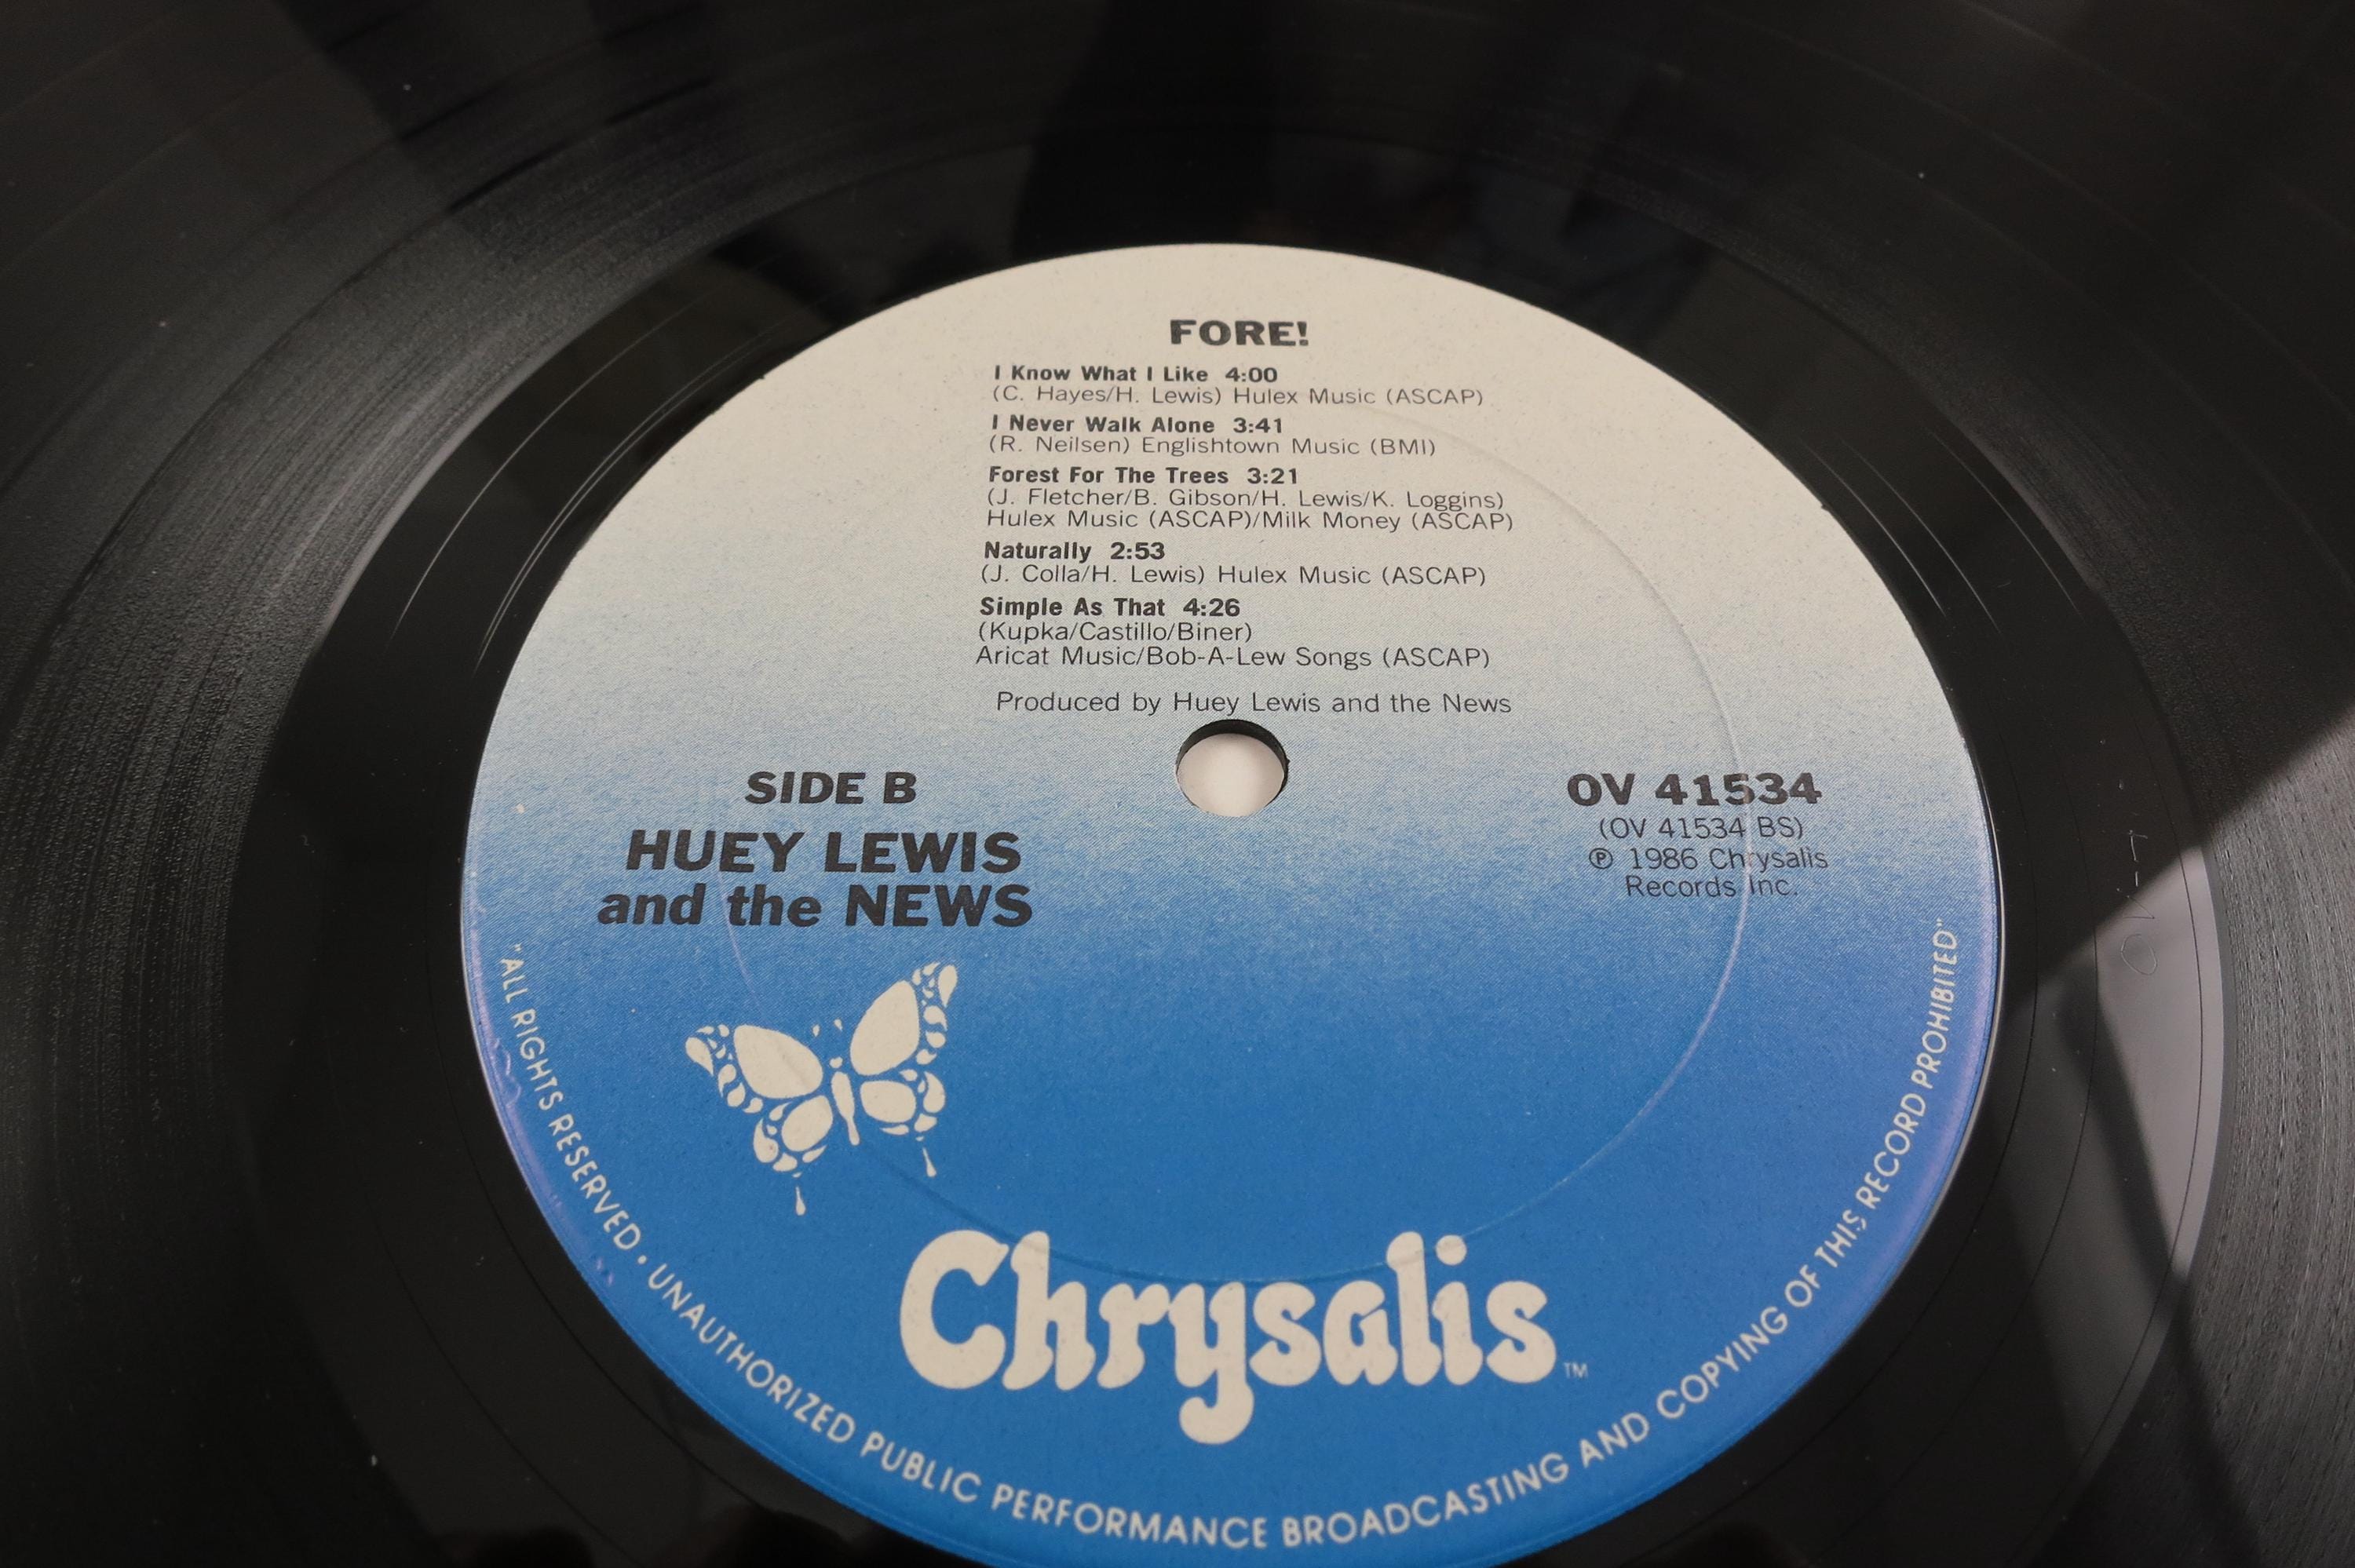 FORE!
I Know What I Like 4:00
(C. Hayes/H. Lewis) Hulex Music (ASCAP)
I Never Walk Alone 3:41
(R. Neilsen) Englishtown Music (BMI)
Forest For The Trees 3:21
(J. Fletcher/B. Gibson/H. Lewis/K. Loggins)
Hulex Music (ASCAP)/Milk Money (ASCAP)
Naturally 2:53
(J. Colla/H. Lewis) Hulex Music (ASCAP)
Simple As That 4:26
(Kupka/Castillo/Biner)
Aricat Music/Bob-A-Lew Songs (ASCAP)
Produced by Huey Lewis and the News
SIDE B
HUEY LEWIS
and the NEWS
OV 41534
(OV 41534 BS)
℗ 1986 Chrysalis
Records Inc.
Chrysalis™
"ALL RIGHTS RESERVED • UNAUTHORIZED PUBLIC PERFORMANCE BROADCASTING AND COPYING OF THIS RECORD PROHIBITED"